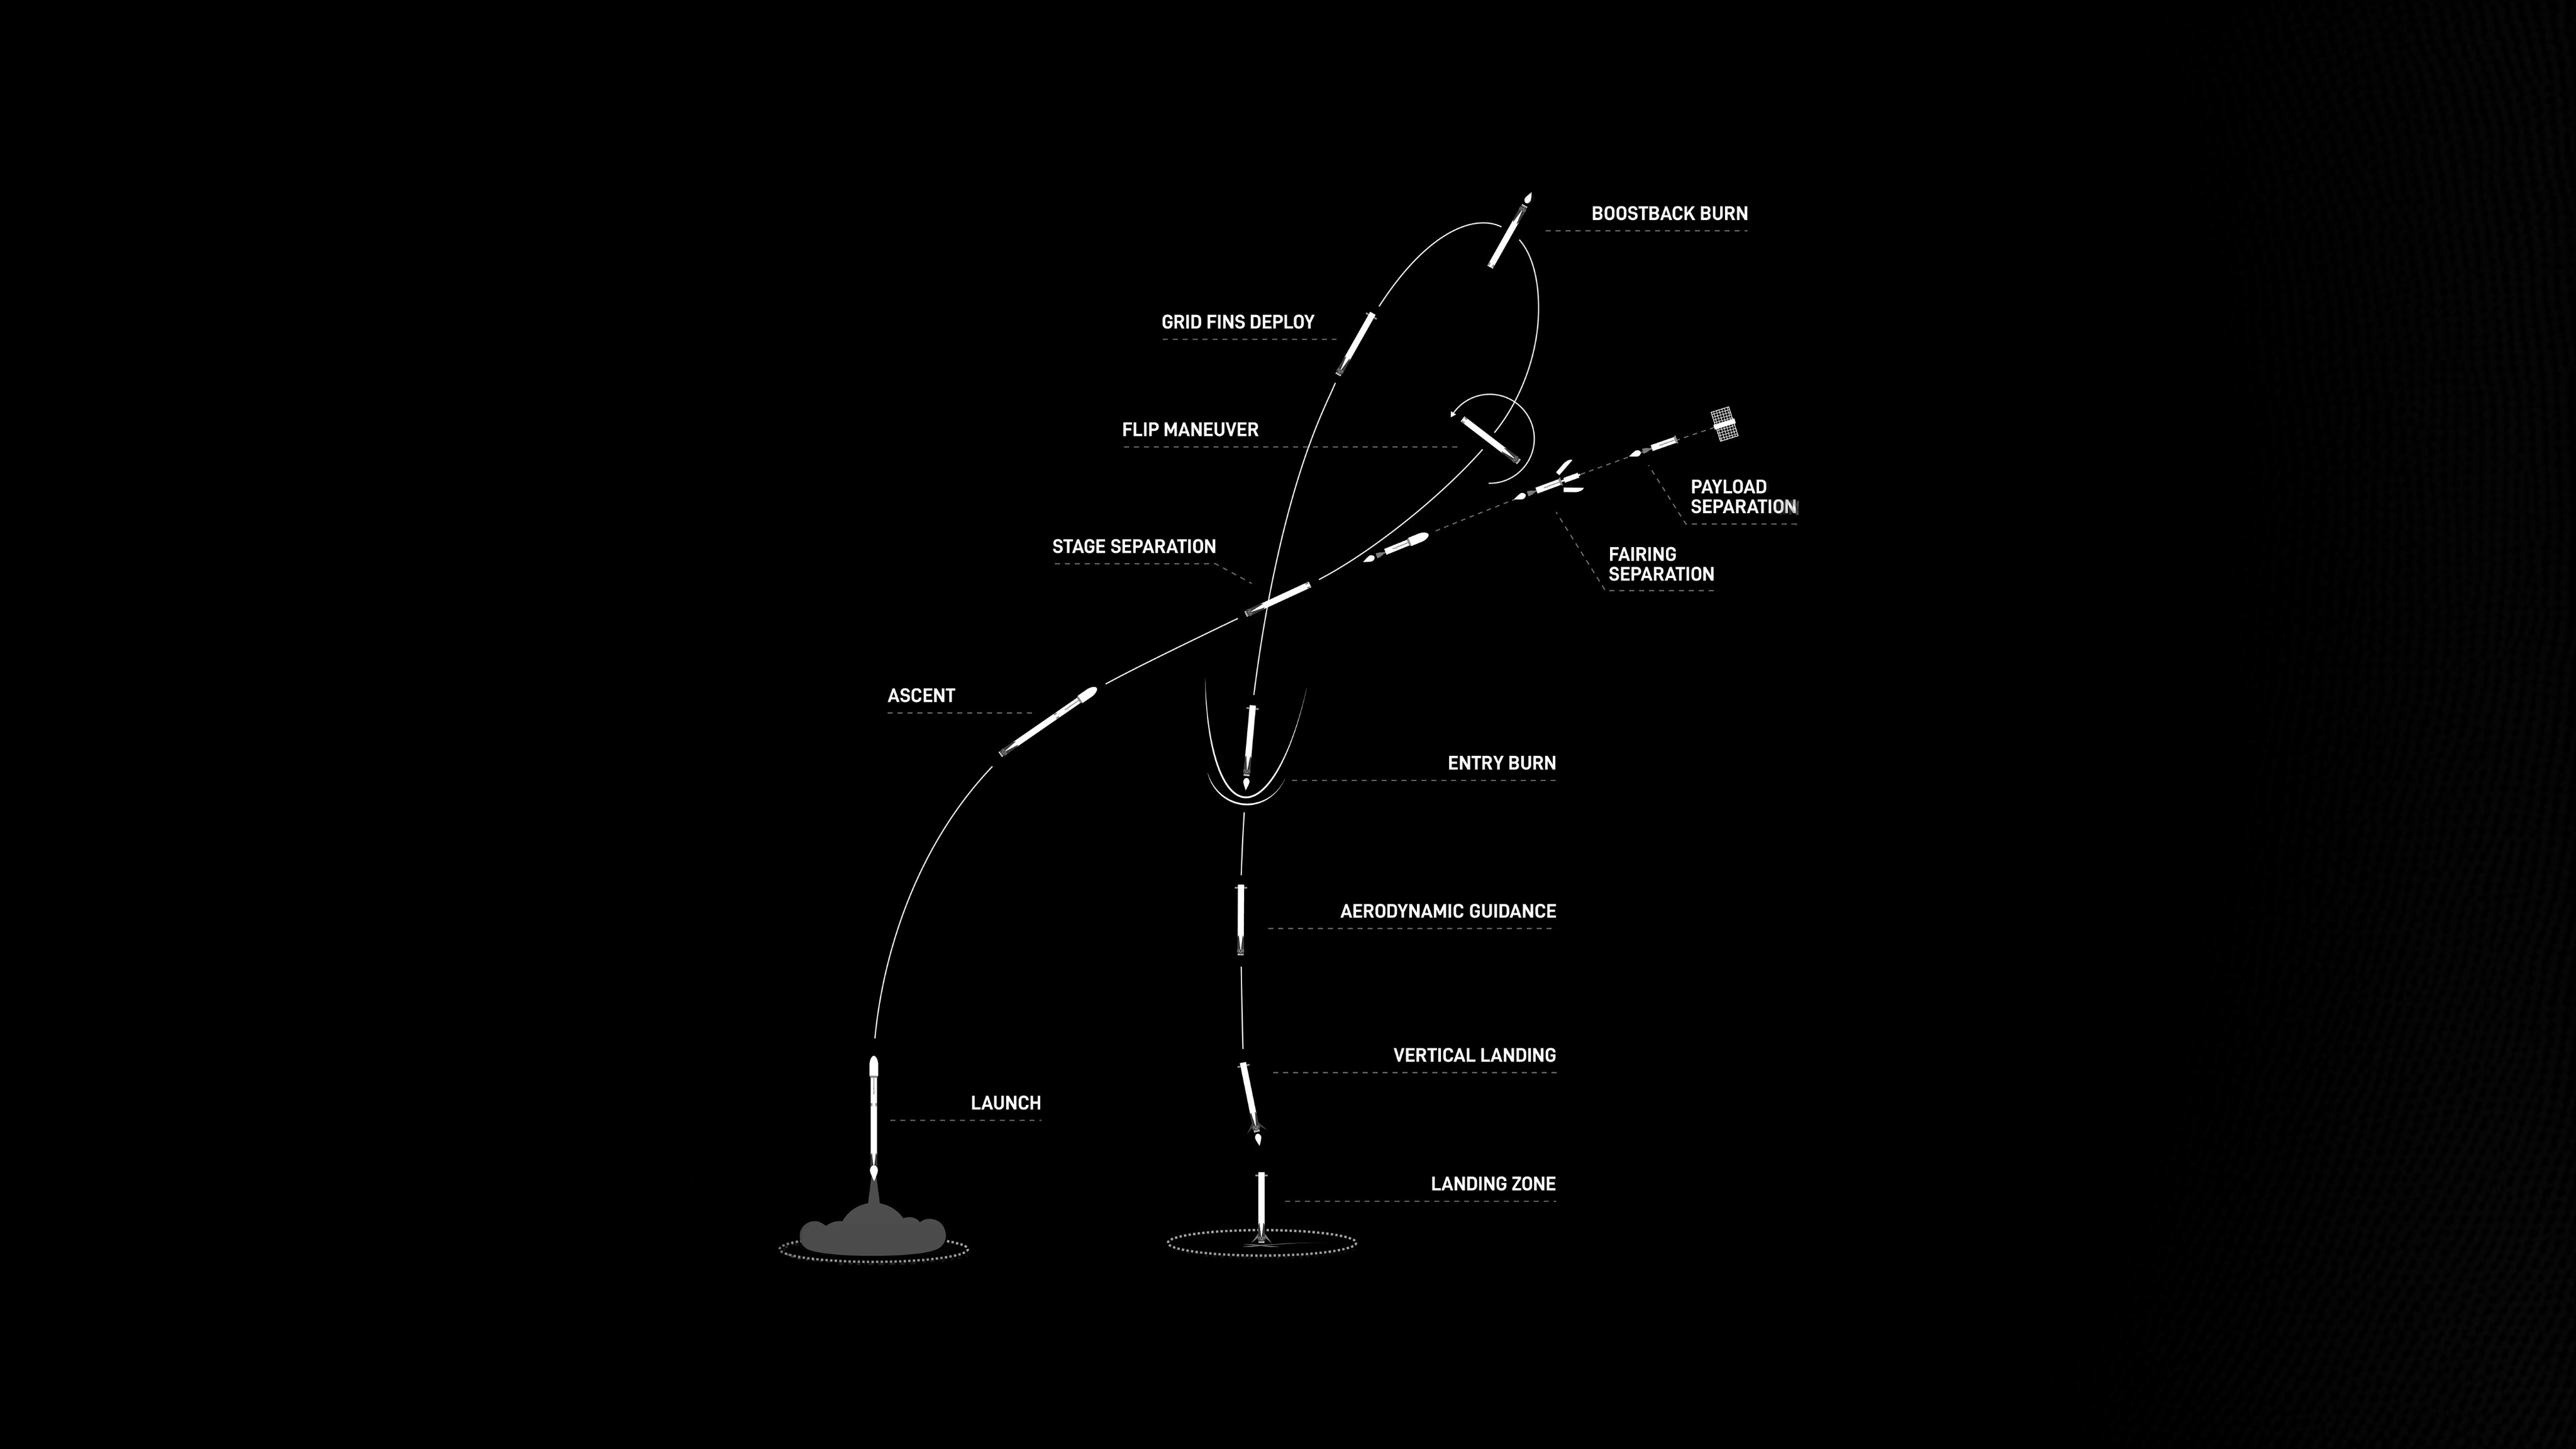 BOOSTBACK BURN
GRID FINS DEPLOY
FLIP MANEUVER
PAYLOAD
SEPARATION
STAGE SEPARATION
FAIRING
SEPARATION
ASCENT
ENTRY BURN
AERODYNAMIC GUIDANCE
VERTICAL LANDING
LAUNCH
LANDING ZONE